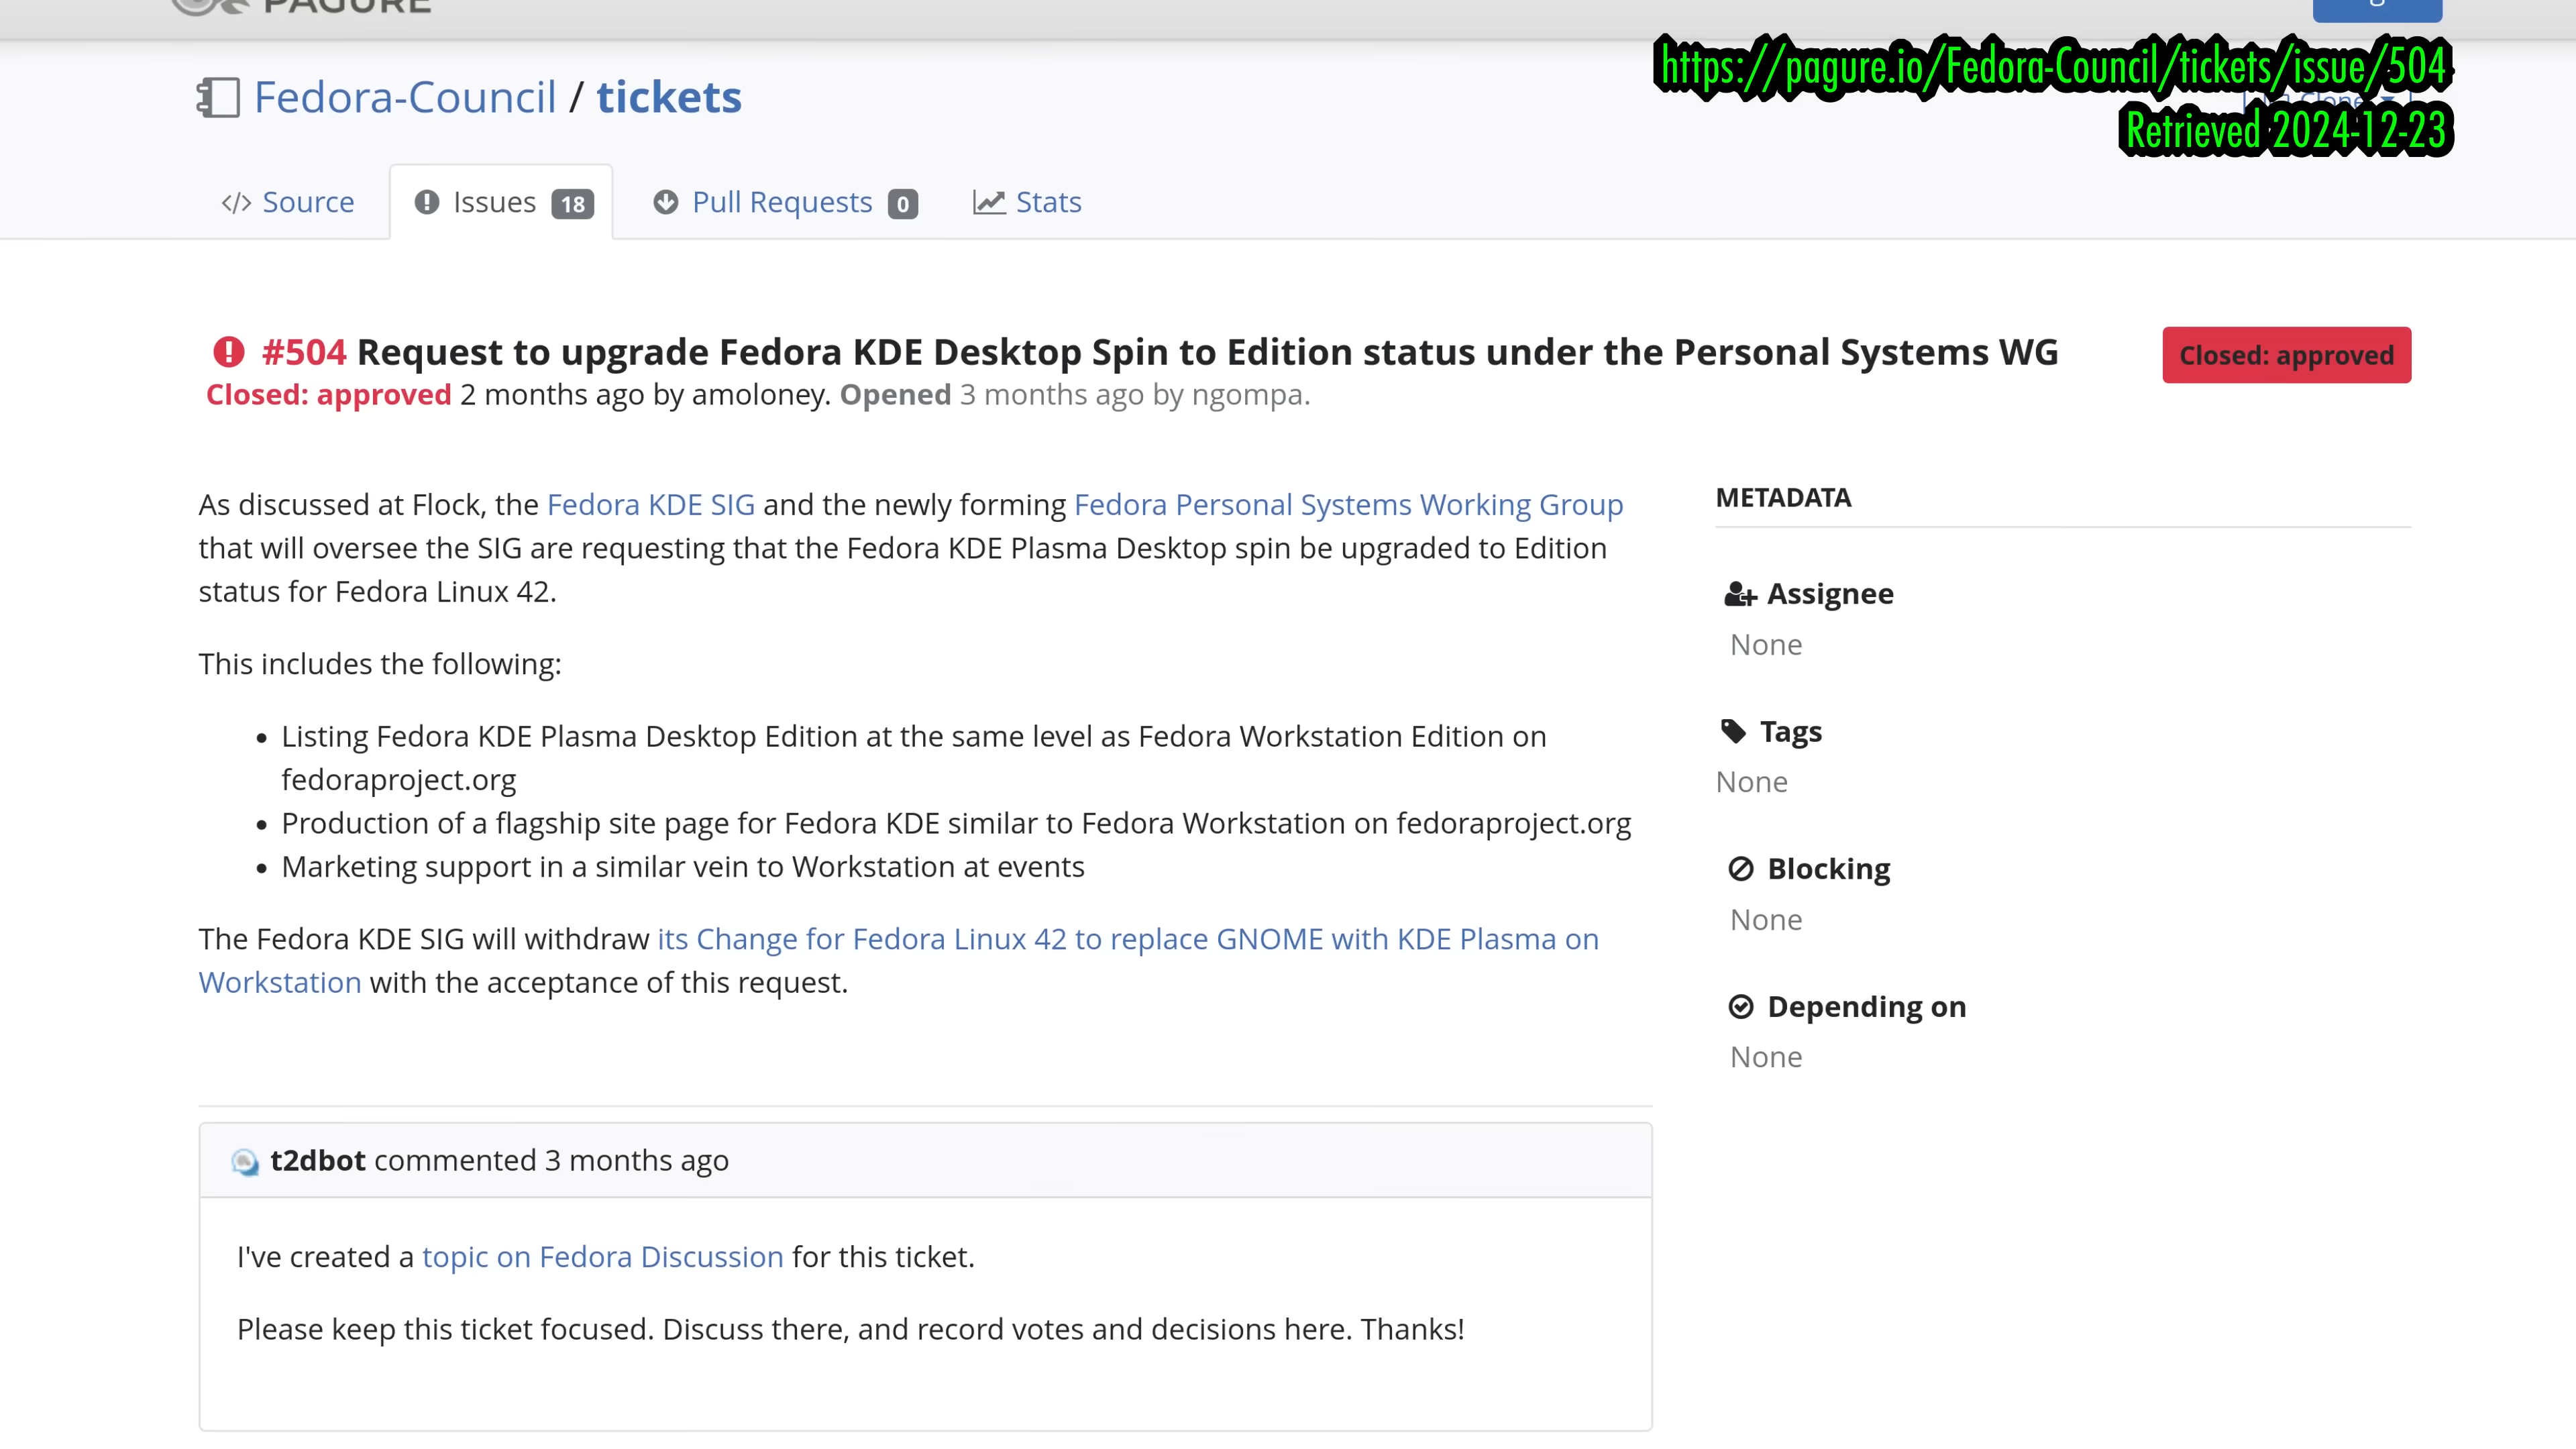 PAGURE
https://pagure.io/Fedora-Council/tickets/issue/504
Fedora-Council / tickets
Clone
Retrieved 2024-12-23
Source
Issues 18
Pull Requests 0
Stats
#504 Request to upgrade Fedora KDE Desktop Spin to Edition status under the Personal Systems WG
Closed: approved
Closed: approved 2 months ago by amoloney. Opened 3 months ago by ngompa.
As discussed at Flock, the Fedora KDE SIG and the newly forming Fedora Personal Systems Working Group
that will oversee the SIG are requesting that the Fedora KDE Plasma Desktop spin be upgraded to Edition
status for Fedora Linux 42.
This includes the following:
• Listing Fedora KDE Plasma Desktop Edition at the same level as Fedora Workstation Edition on
fedoraproject.org
• Production of a flagship site page for Fedora KDE similar to Fedora Workstation on fedoraproject.org
• Marketing support in a similar vein to Workstation at events
The Fedora KDE SIG will withdraw its Change for Fedora Linux 42 to replace GNOME with KDE Plasma on
Workstation with the acceptance of this request.
METADATA
Assignee
None
Tags
None
Blocking
None
Depending on
None
t2dbot commented 3 months ago
I've created a topic on Fedora Discussion for this ticket.
Please keep this ticket focused. Discuss there, and record votes and decisions here. Thanks!